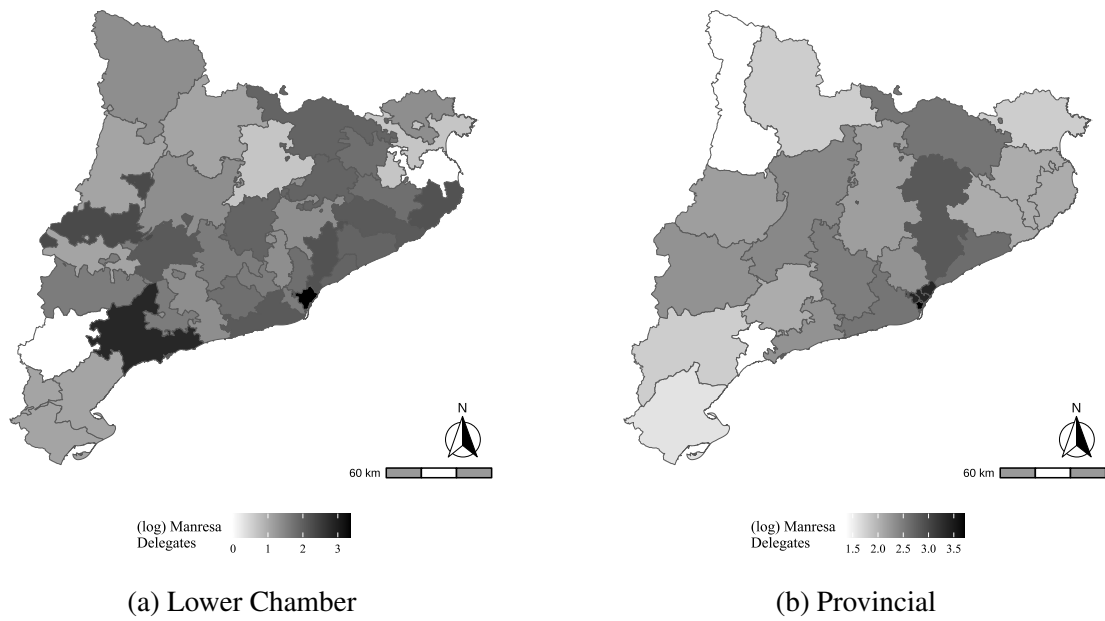 N
60 km
(log) Manresa
Delegates
0 1 2 3
(a) Lower Chamber
N
60 km
(log) Manresa
Delegates
1.5 2.0 2.5 3.0 3.5
(b) Provincial